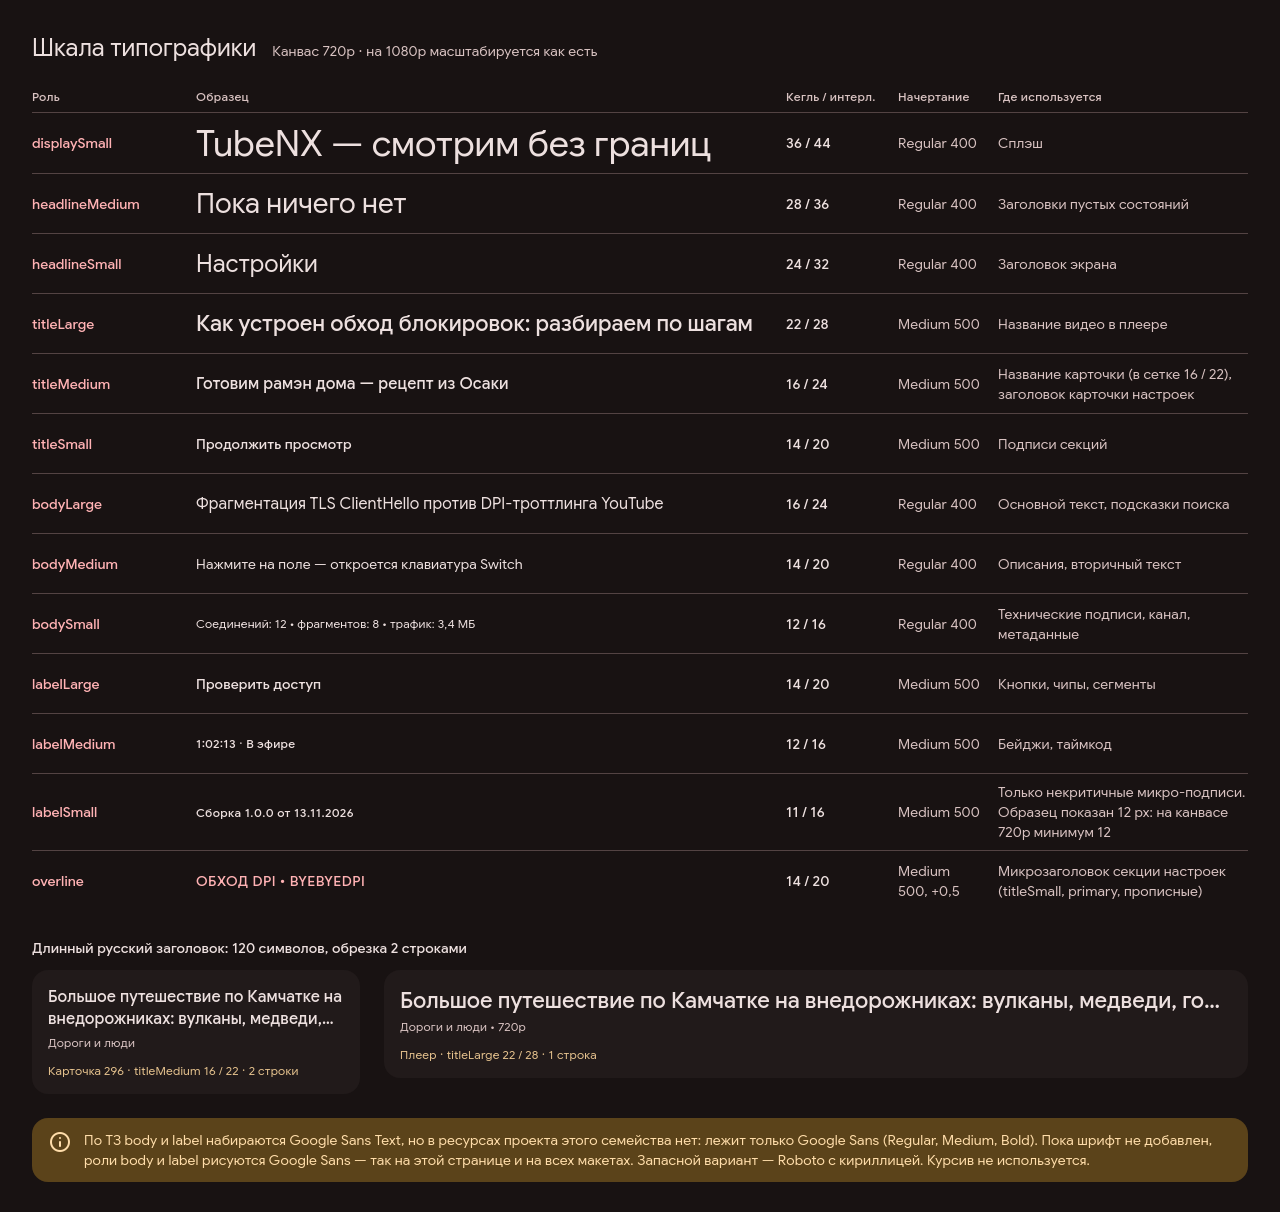 Шкала типографики Канвас 720p · на 1080p масштабируется как есть
Роль Образец Кегль / интерл. Начертание Где используется
displaySmall TubeNX — смотрим без границ 36 / 44 Regular 400 Сплэш
headlineMedium Пока ничего нет 28 / 36 Regular 400 Заголовки пустых состояний
headlineSmall Настройки 24 / 32 Regular 400 Заголовок экрана
titleLarge Как устроен обход блокировок: разбираем по шагам 22 / 28 Medium 500 Название видео в плеере
titleMedium Готовим рамэн дома — рецепт из Осаки 16 / 24 Medium 500 Название карточки (в сетке 16 / 22),
заголовок карточки настроек
titleSmall Продолжить просмотр 14 / 20 Medium 500 Подписи секций
bodyLarge Фрагментация TLS ClientHello против DPI-троттлинга YouTube 16 / 24 Regular 400 Основной текст, подсказки поиска
bodyMedium Нажмите на поле — откроется клавиатура Switch 14 / 20 Regular 400 Описания, вторичный текст
bodySmall Соединений: 12 • фрагментов: 8 • трафик: 3,4 МБ 12 / 16 Regular 400 Технические подписи, канал,
метаданные
labelLarge Проверить доступ 14 / 20 Medium 500 Кнопки, чипы, сегменты
labelMedium 1:02:13 · В эфире 12 / 16 Medium 500 Бейджи, таймкод
labelSmall Сборка 1.0.0 от 13.11.2026 11 / 16 Medium 500 Только некритичные микро-подписи.
Образец показан 12 px: на канвасе
720p минимум 12
overline ОБХОД DPI • BYEBYEDPI 14 / 20 Medium
500, +0,5 Микрозаголовок секции настроек
(titleSmall, primary, прописные)
Длинный русский заголовок: 120 символов, обрезка 2 строками
Большое путешествие по Камчатке на
внедорожниках: вулканы, медведи,...
Дороги и люди
Карточка 296 · titleMedium 16 / 22 · 2 строки
Большое путешествие по Камчатке на внедорожниках: вулканы, медведи, го...
Дороги и люди • 720p
Плеер · titleLarge 22 / 28 · 1 строка
По ТЗ body и label набираются Google Sans Text, но в ресурсах проекта этого семейства нет: лежит только Google Sans (Regular, Medium, Bold). Пока шрифт не добавлен,
роли body и label рисуются Google Sans — так на этой странице и на всех макетах. Запасной вариант — Roboto с кириллицей. Курсив не используется.